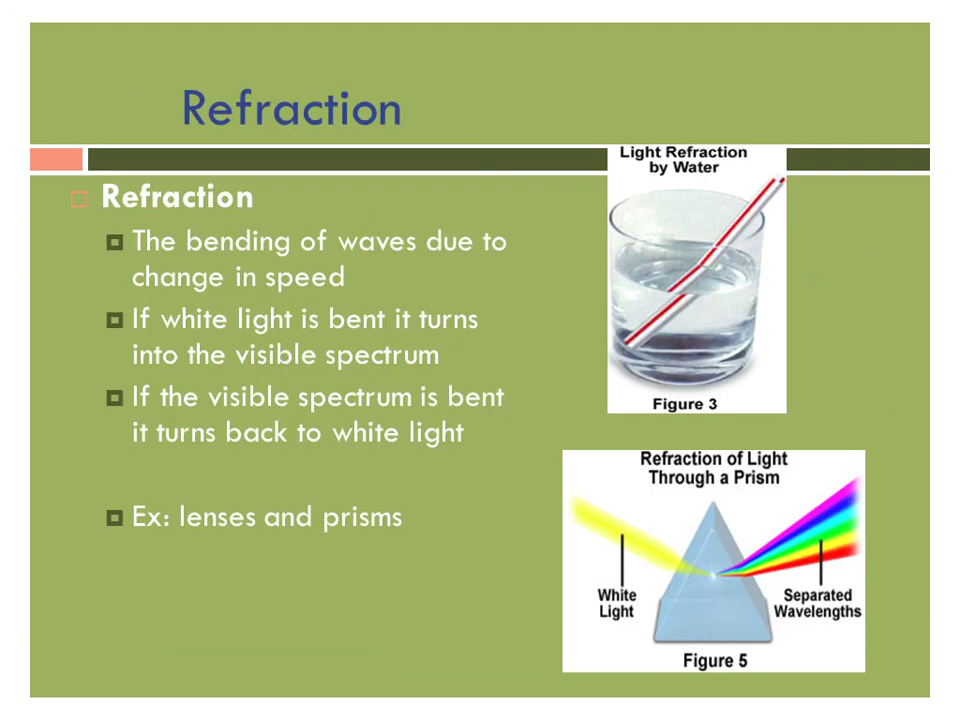 Refraction
Refraction
The bending of waves due to
change in speed
If white light is bent it turns
into the visible spectrum
If the visible spectrum is bent
it turns back to white light
Ex: lenses and prisms
Light Refraction
by Water
Figure 3
Refraction of Light
Through a Prism
White
Light
Separated
Wavelengths
Figure 5